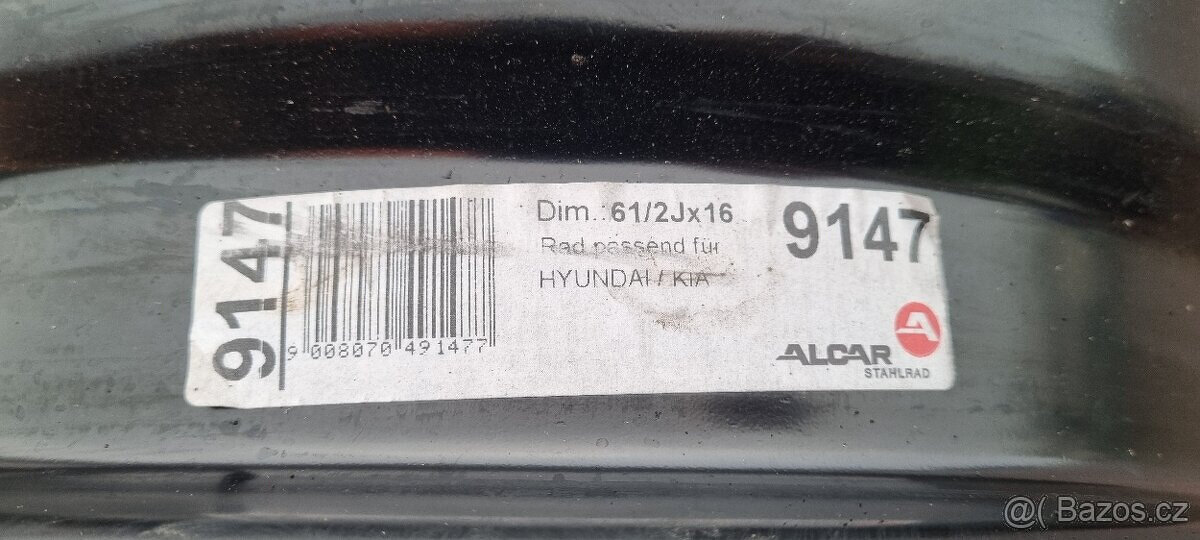 9147
9 008070 491477
Dim.: 61/2Jx16
Rad passend für
HYUNDAI / KIA
9147
A
ALCAR
STAHLRAD
@( Bazos.cz